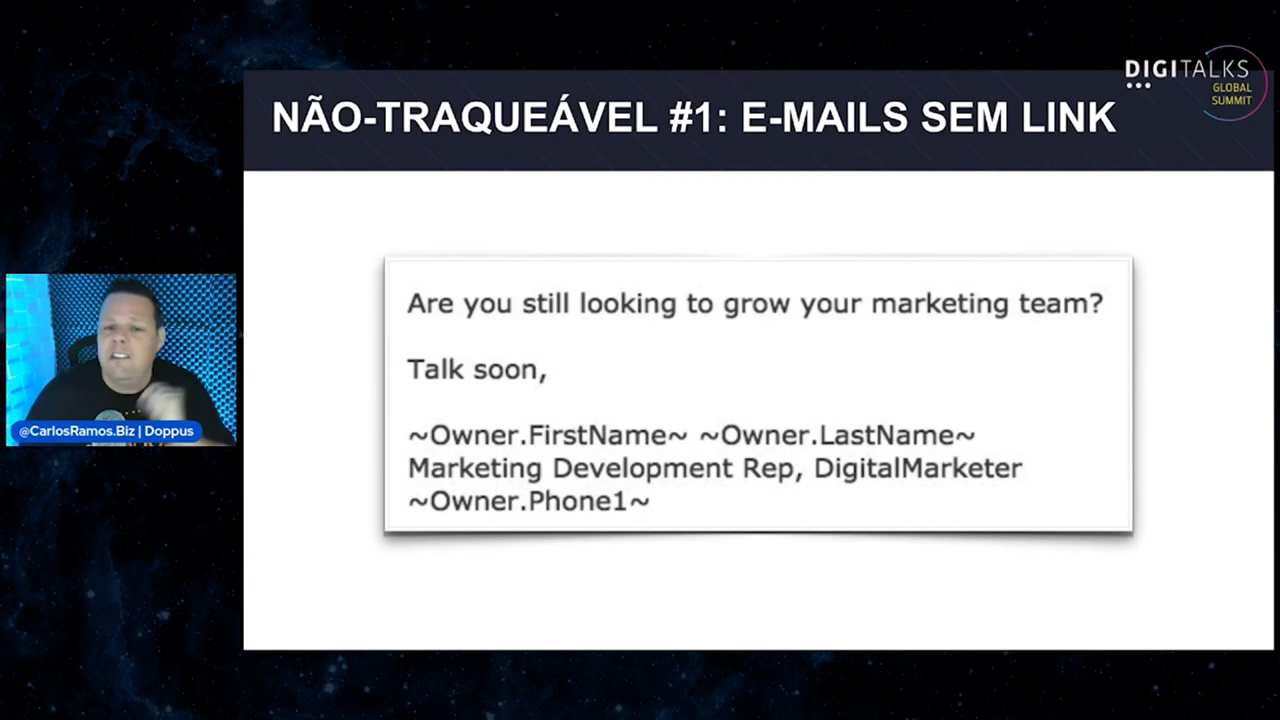 DIGITALKS
GLOBAL
SUMMIT
NÃO-TRAQUEÁVEL #1: E-MAILS SEM LINK
Are you still looking to grow your marketing team?
Talk soon,
~Owner.FirstName~ ~Owner.LastName~
Marketing Development Rep, DigitalMarketer
~Owner.Phone1~
@CarlosRamos.Biz | Doppus